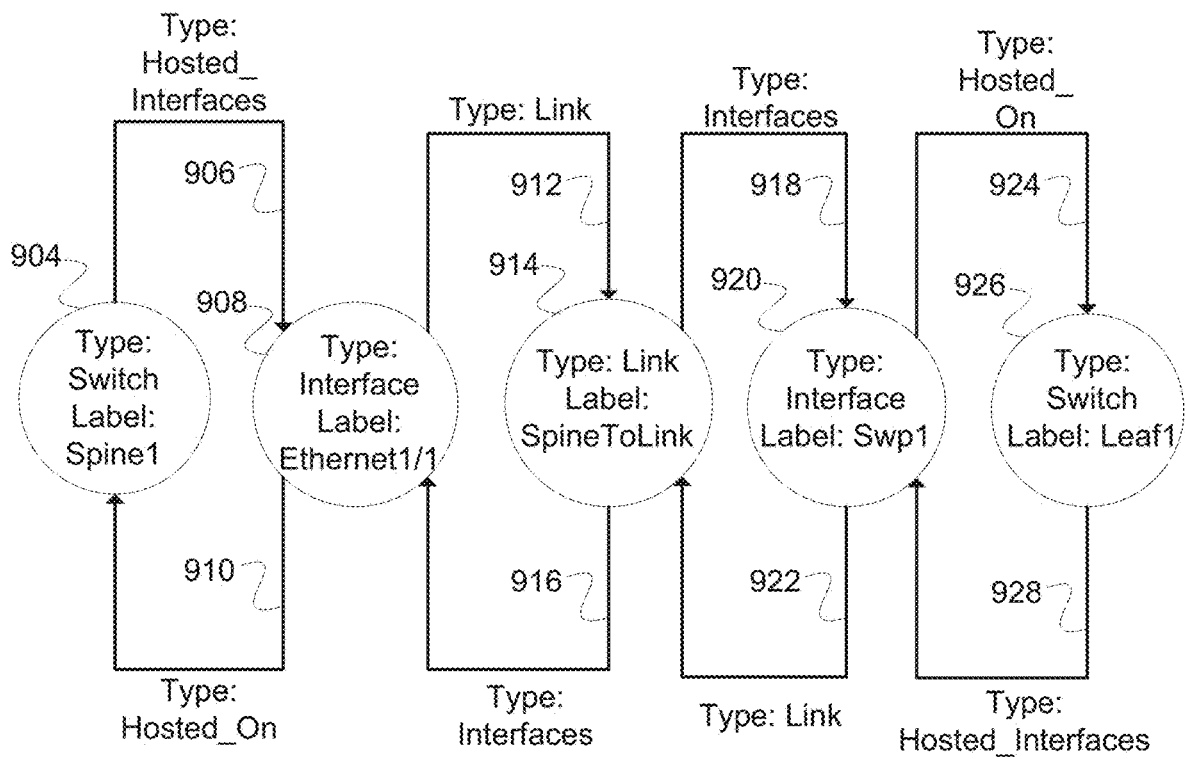 Type:
Hosted_
Interfaces
Type: Link
Type:
Interfaces
Type:
Hosted_
On
906
912
918
924
904
908
914
920
926
Type:
Switch
Label:
Spine1
Type:
Interface
Label:
Ethernet1/1
Type: Link
Label:
SpineToLink
Type:
Interface
Label: Swp1
Type:
Switch
Label: Leaf1
910
916
922
928
Type:
Hosted_On
Type:
Interfaces
Type: Link
Type:
Hosted_Interfaces